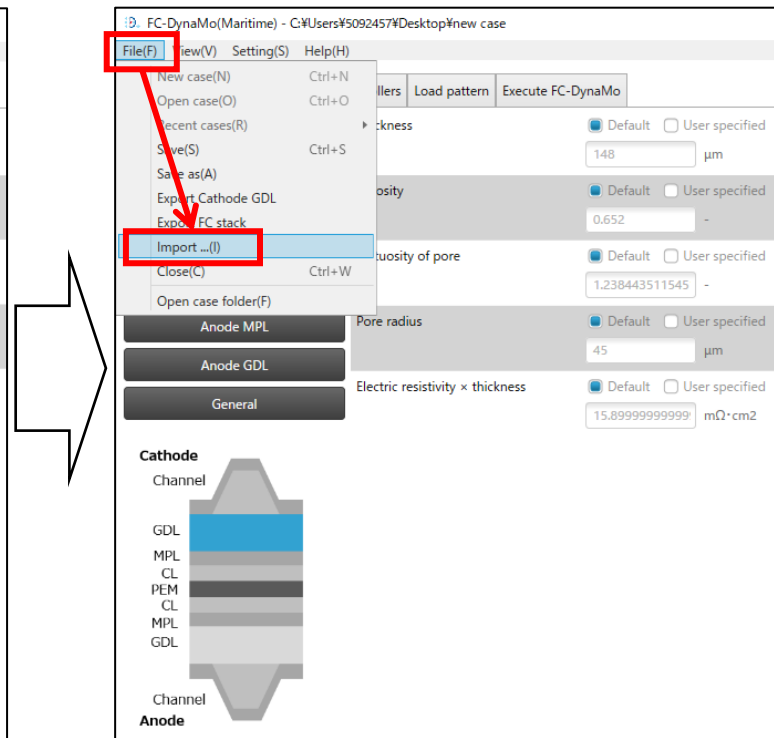 FC-DynaMo(Maritime) - C:¥Users¥5092457¥Desktop¥new case
File(F) View(V) Setting(S) Help(H)
New case(N) Ctrl+N
Open case(O) Ctrl+O
Recent cases(R)
Save(S) Ctrl+S
Save as(A)
Export Cathode GDL
Export FC stack
Import ...(I)
Close(C) Ctrl+W
Open case folder(F)
llers Load pattern Execute FC-DynaMo
ckness Default User specified
148 µm
osity Default User specified
0.652 -
tuosity of pore Default User specified
1.238443511545 -
Anode MPL
Pore radius Default User specified
45 µm
Anode GDL
Electric resistivity × thickness Default User specified
15.89999999999 mΩ·cm2
General
Cathode
Channel
GDL
MPL
CL
PEM
CL
MPL
GDL
Channel
Anode